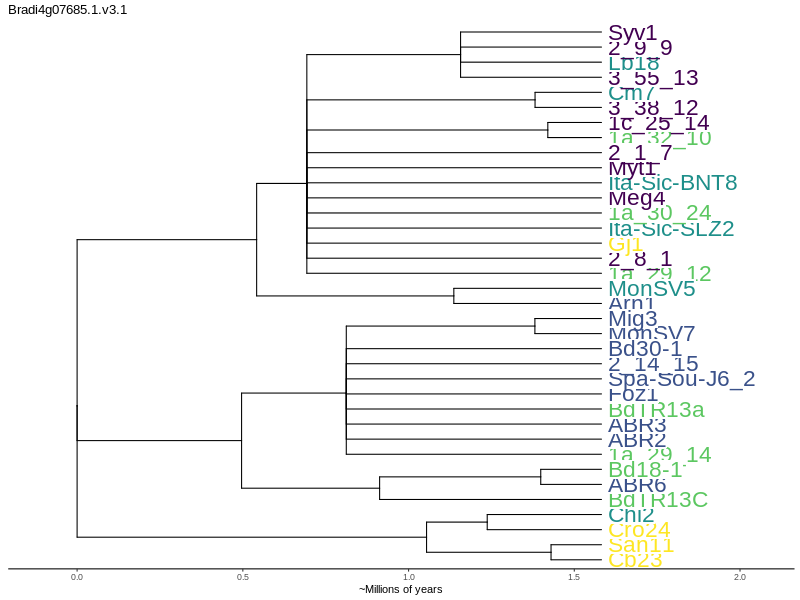 Bradi4g07685.1.v3.1
Syv1
2_9_9
Lb18
3_55_13
Cm7
3_38_12
1c_25_14
1a_32_10
2_1_7
Myt1
Ita-Sic-BNT8
Meg4
1a_30_24
Ita-Sic-SLZ2
Gj1
2_8_1
1a_29_12
MonSV5
Arn1
Mig3
MonSV7
Bd30-1
2_14_15
Spa-Sou-J6_2
Foz1
BdTR13a
ABR3
ABR2
1a_29_14
Bd18-1
ABR6
BdTR13C
Chi2
Cro24
San11
Cb23
0.0 0.5 1.0 1.5 2.0
~Millions of years